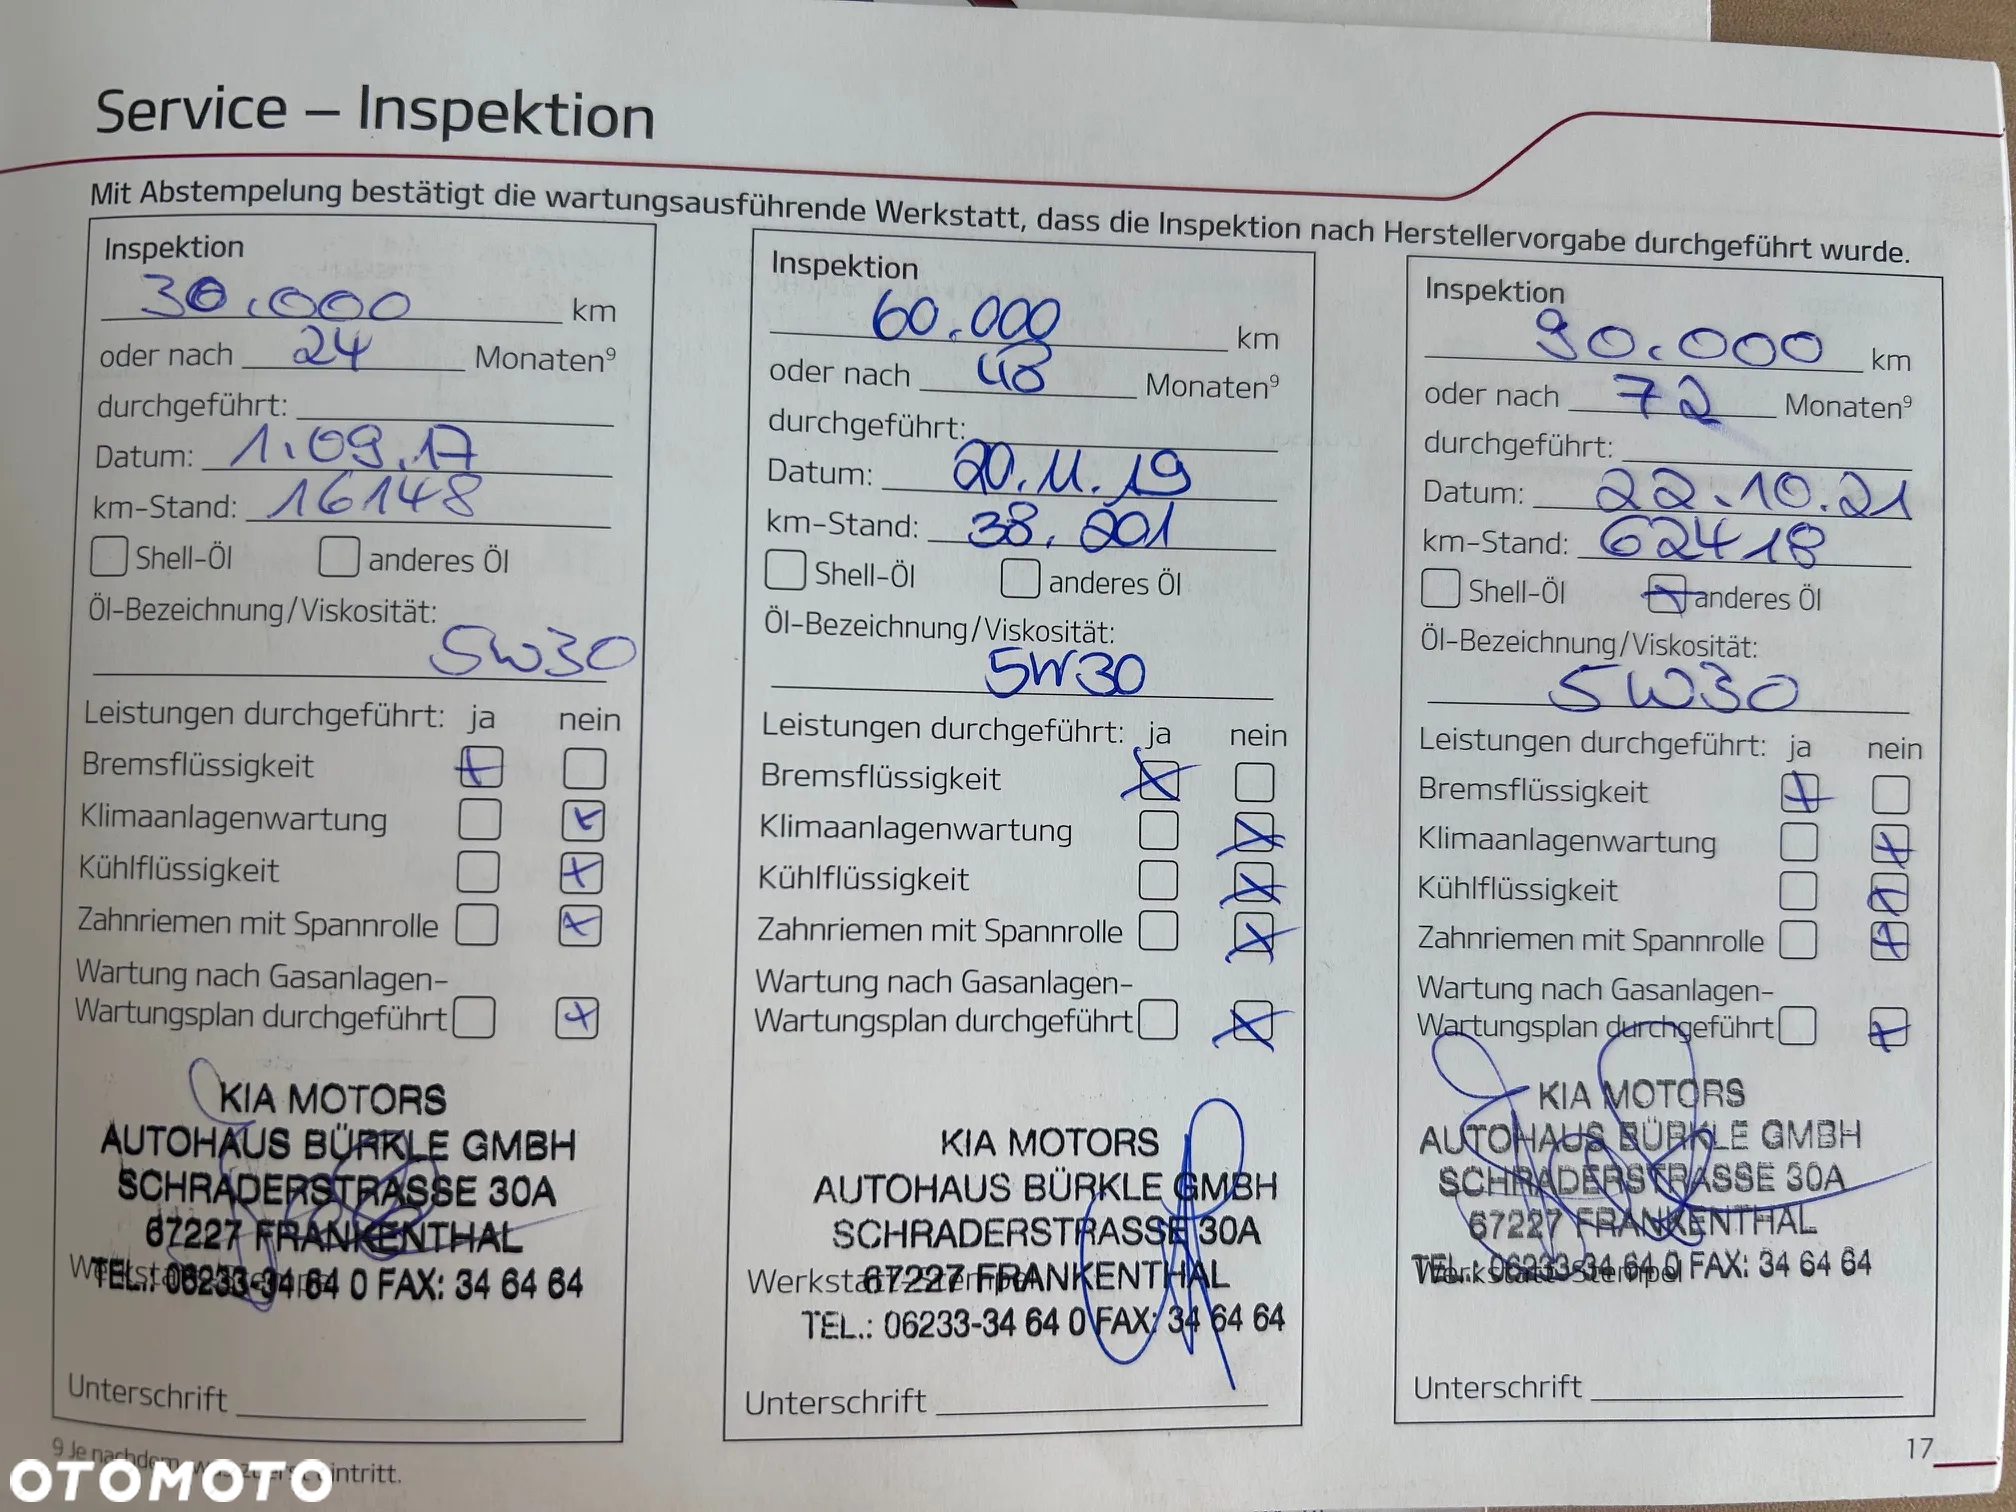 Service – Inspektion
Mit Abstempelung bestätigt die wartungsausführende Werkstatt, dass die Inspektion nach Herstellervorgabe durchgeführt wurde.
Inspektion
30.000 km
oder nach 24 Monaten⁹
durchgeführt:
Datum: 1.09.17
km-Stand: 16148
Shell-Öl anderes Öl
Öl-Bezeichnung/Viskosität:
5W30
Leistungen durchgeführt: ja nein
Bremsflüssigkeit
Klimaanlagenwartung
Kühlflüssigkeit
Zahnriemen mit Spannrolle
Wartung nach Gasanlagen-
Wartungsplan durchgeführt
KIA MOTORS
AUTOHAUS BÜRKLE GMBH
SCHRADERSTRASSE 30A
67227 FRANKENTHAL
TEL.: 06233-34 64 0 FAX: 34 64 64
Unterschrift
Inspektion
60.000 km
oder nach 48 Monaten⁹
durchgeführt:
Datum: 20.11.19
km-Stand: 38.201
Shell-Öl anderes Öl
Öl-Bezeichnung/Viskosität:
5W30
Leistungen durchgeführt: ja nein
Bremsflüssigkeit
Klimaanlagenwartung
Kühlflüssigkeit
Zahnriemen mit Spannrolle
Wartung nach Gasanlagen-
Wartungsplan durchgeführt
KIA MOTORS
AUTOHAUS BÜRKLE GMBH
SCHRADERSTRASSE 30A
67227 FRANKENTHAL
Werkstatt-Stempel
TEL.: 06233-34 64 0 FAX: 34 64 64
Unterschrift
Inspektion
90.000 km
oder nach 72 Monaten⁹
durchgeführt:
Datum: 22.10.21
km-Stand: 62418
Shell-Öl anderes Öl
Öl-Bezeichnung/Viskosität:
5W30
Leistungen durchgeführt: ja nein
Bremsflüssigkeit
Klimaanlagenwartung
Kühlflüssigkeit
Zahnriemen mit Spannrolle
Wartung nach Gasanlagen-
Wartungsplan durchgeführt
KIA MOTORS
AUTOHAUS BÜRKLE GMBH
SCHRADERSTRASSE 30A
67227 FRANKENTHAL
TEL.: 06233-34 64 0 FAX: 34 64 64
Werkstatt-Stempel
Unterschrift
9 Je nachdem, was zuerst eintritt.
17
OTOMOTO